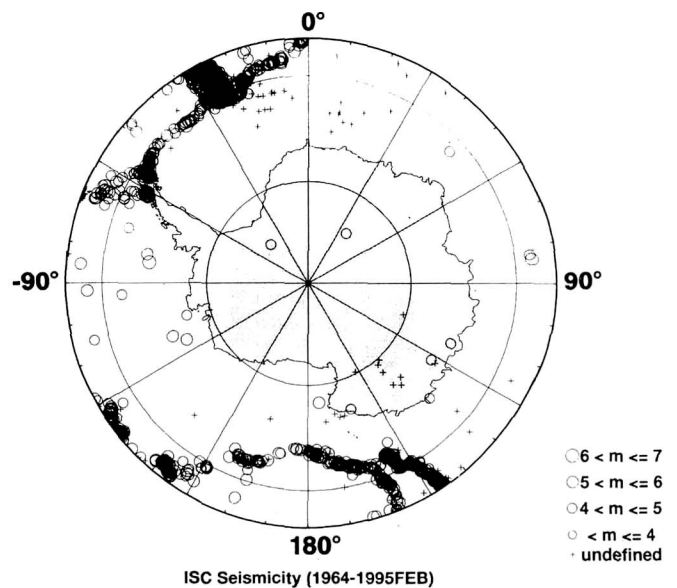 0°
-90°
90°
6 < m <= 7
5 < m <= 6
4 < m <= 5
< m <= 4
+ undefined
180°
ISC Seismicity (1964-1995FEB)